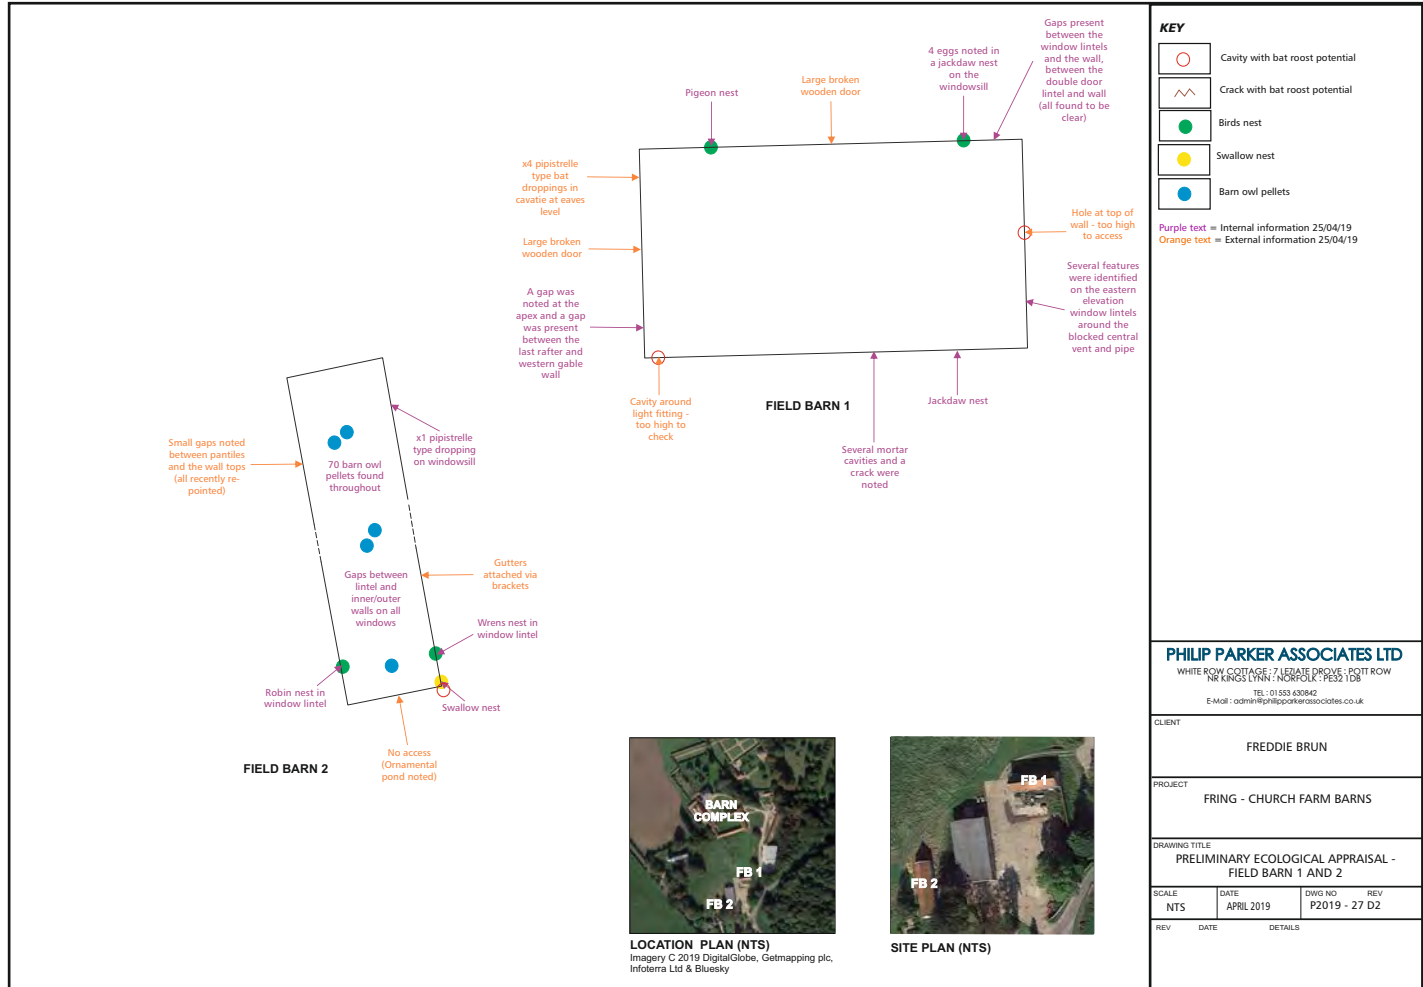 Gaps present
between the
window lintels
and the wall,
between the
double door
lintel and wall
(all found to be
clear)
4 eggs noted in
a jackdaw nest
on the
windowsill
Large broken
wooden door
Pigeon nest
x4 pipistrelle
type bat
droppings in
cavatie at eaves
level
Large broken
wooden door
A gap was
noted at the
apex and a gap
was present
between the
last rafter and
western gable
wall
Hole at top of
wall - too high
to access
Several features
were identified
on the eastern
elevation
window lintels
around the
blocked central
vent and pipe
Cavity around
light fitting -
too high to
check
FIELD BARN 1
Jackdaw nest
Several mortar
cavities and a
crack were
noted
Small gaps noted
between pantiles
and the wall tops
(all recently re-
pointed)
x1 pipistrelle
type dropping
on windowsill
70 barn owl
pellets found
throughout
Gaps between
lintel and
inner/outer
walls on all
windows
Gutters
attached via
brackets
Wrens nest in
window lintel
Robin nest in
window lintel
Swallow nest
No access
(Ornamental
pond noted)
FIELD BARN 2
BARN
COMPLEX
FB 1
FB 2
LOCATION PLAN (NTS)
Imagery C 2019 DigitalGlobe, Getmapping plc,
Infoterra Ltd & Bluesky
FB 1
FB 2
SITE PLAN (NTS)
KEY
Cavity with bat roost potential
Crack with bat roost potential
Birds nest
Swallow nest
Barn owl pellets
Purple text = Internal information 25/04/19
Orange text = External information 25/04/19
PHILIP PARKER ASSOCIATES LTD
WHITE ROW COTTAGE : 7 LEZIATE DROVE : POTT ROW
NR KINGS LYNN : NORFOLK : PE32 1DB
TEL : 01553 630842
E-Mail : admin@philipparkerassociates.co.uk
CLIENT
FREDDIE BRUN
PROJECT
FRING - CHURCH FARM BARNS
DRAWING TITLE
PRELIMINARY ECOLOGICAL APPRAISAL -
FIELD BARN 1 AND 2
SCALE DATE DWG NO REV
NTS APRIL 2019 P2019 - 27 D2
REV DATE DETAILS